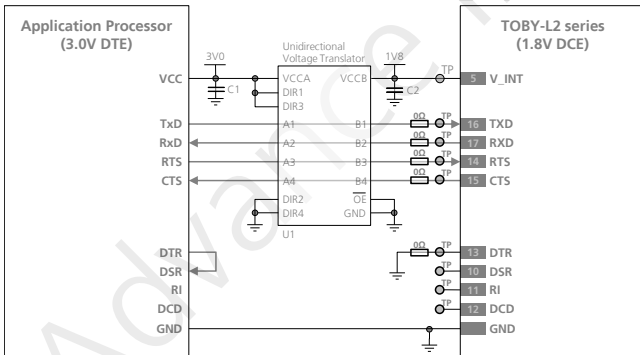 Application Processor
(3.0V DTE)
TOBY-L2 series
(1.8V DCE)
Unidirectional
Voltage Translator
3V0
1V8
TP
VCC
C1
VCCA
VCCB
C2
5
V_INT
DIR1
DIR3
TxD
A1
B1
0Ω
TP
16
TXD
RxD
A2
B2
0Ω
TP
17
RXD
RTS
A3
B3
0Ω
TP
14
RTS
CTS
A4
B4
0Ω
TP
15
CTS
DIR2
OE
DIR4
GND
U1
DTR
0Ω
TP
13
DTR
DSR
TP
10
DSR
RI
TP
11
RI
DCD
TP
12
DCD
GND
GND
Advance